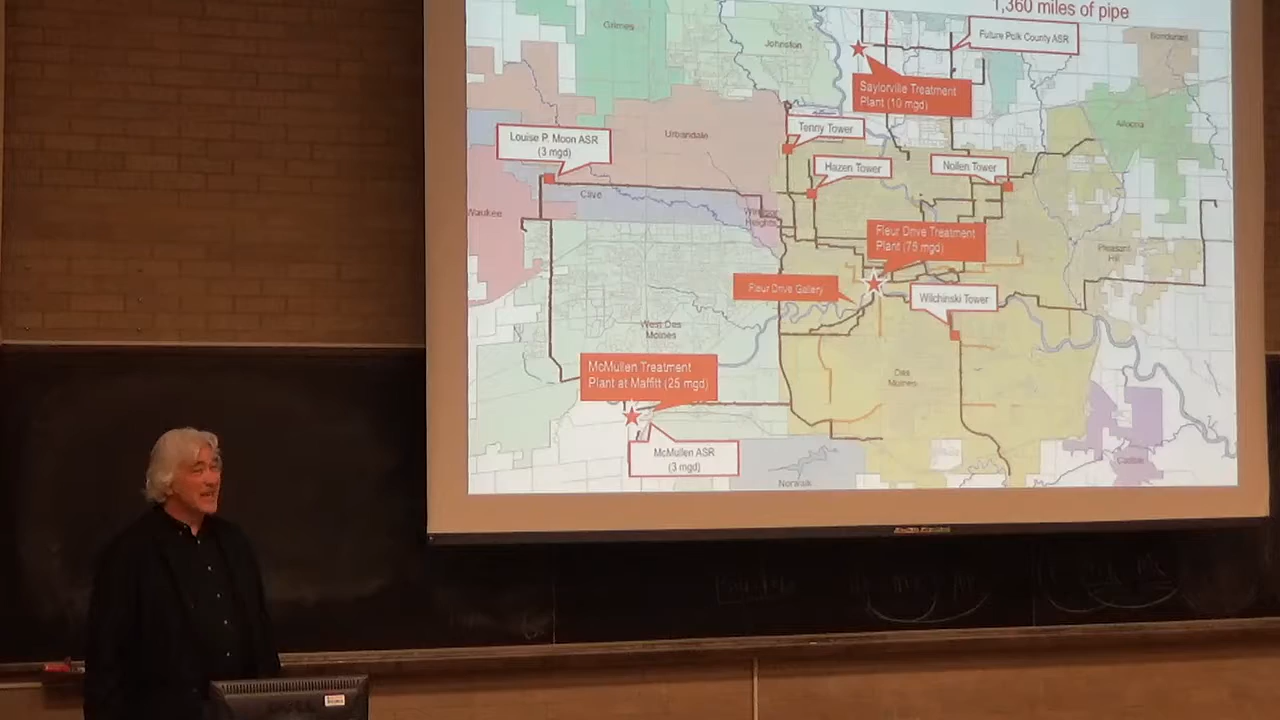 1,360 miles of pipe
Grimes
Johnston
Future Polk County ASR
Bondurant
Saylorville Treatment
Plant (10 mgd)
Louise P. Moon ASR
(3 mgd)
Urbandale
Tenny Tower
Altoona
Hazen Tower
Nollen Tower
Clive
Waukee
Windsor
Heights
Fleur Drive Treatment
Plant (75 mgd)
Pleasant
Hill
Fleur Drive Gallery
Wilchinski Tower
West Des
Moines
McMullen Treatment
Plant at Maffitt (25 mgd)
Des
Moines
McMullen ASR
(3 mgd)
Carlisle
Norwalk